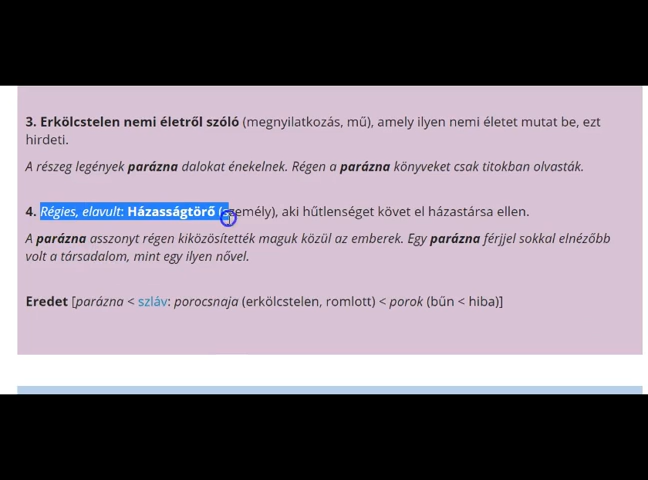 3. Erkölcstelen nemi életről szóló (megnyilatkozás, mű), amely ilyen nemi életet mutat be, ezt
hirdeti.
A részeg legények parázna dalokat énekelnek. Régen a parázna könyveket csak titokban olvasták.
4. Régies, elavult: Házasságtörő (személy), aki hűtlenséget követ el házastársa ellen.
A parázna asszonyt régen kiközösítették maguk közül az emberek. Egy parázna férjjel sokkal elnézőbb
volt a társadalom, mint egy ilyen nővel.
Eredet [parázna < szláv: porocsnaja (erkölcstelen, romlott) < porok (bűn < hiba)]